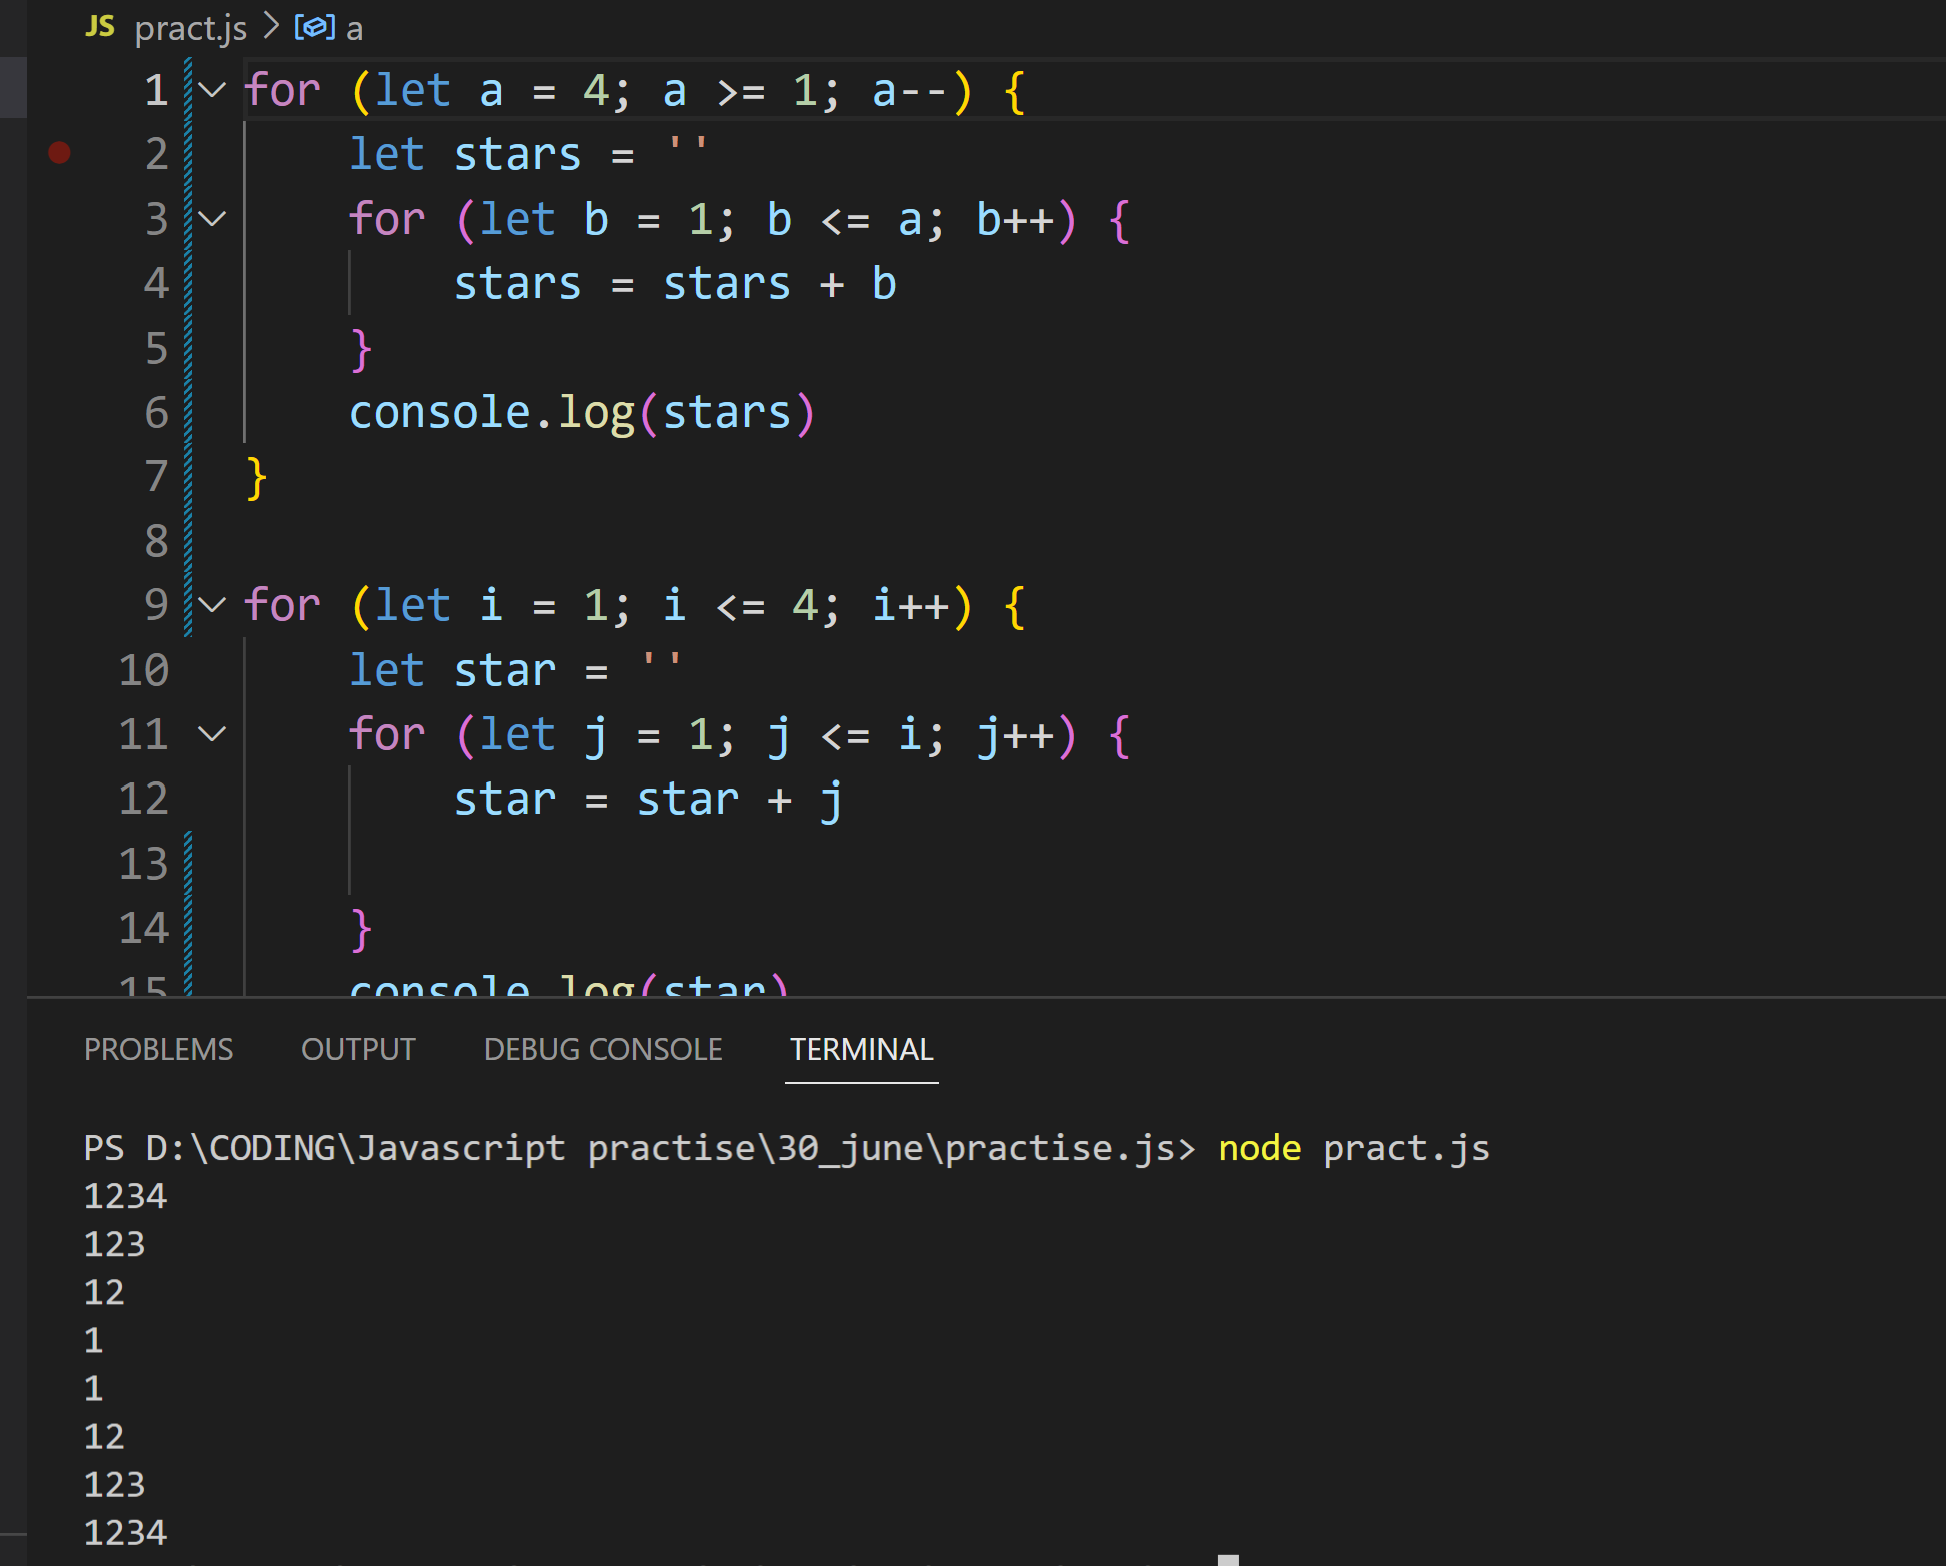 JS pract.js > a
1 for (let a = 4; a >= 1; a--) {
2 let stars = ''
3 for (let b = 1; b <= a; b++) {
4 stars = stars + b
5 }
6 console.log(stars)
7 }
8
9 for (let i = 1; i <= 4; i++) {
10 let star = ''
11 for (let j = 1; j <= i; j++) {
12 star = star + j
13
14 }
15 console.log(star)
PROBLEMS OUTPUT DEBUG CONSOLE TERMINAL
PS D:\CODING\Javascript practise\30_june\practise.js> node pract.js
1234
123
12
1
1
12
123
1234